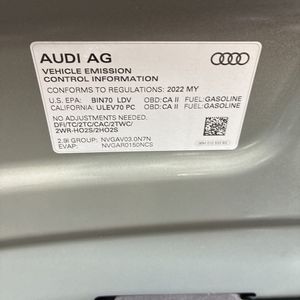 AUDI AG
VEHICLE EMISSION
CONTROL INFORMATION
CONFORMS TO REGULATIONS: 2022 MY
U.S. EPA: BIN70 LDV OBD:CA II FUEL:GASOLINE
CALIFORNIA: ULEV70 PC OBD:CA II FUEL:GASOLINE
NO ADJUSTMENTS NEEDED.
DFI/TC/2TC/CAC/2TWC/
2WR-HO2S/2HO2S
2.9l GROUP: NVGAV03.0N7N
EVAP: NVGAR0150NCS